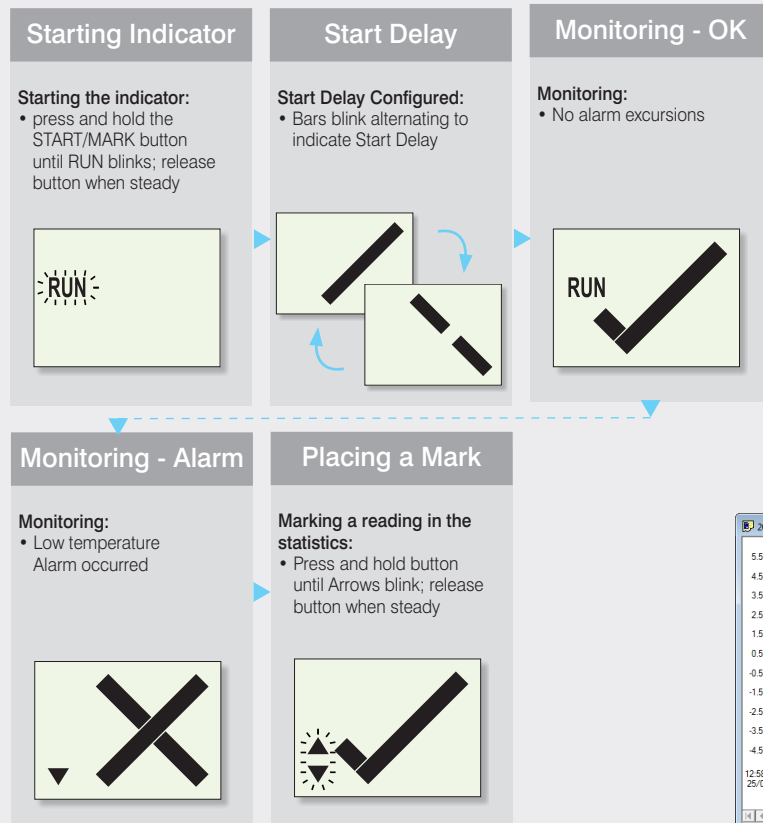 Starting Indicator
Starting the indicator:
• press and hold the
START/MARK button
until RUN blinks; release
button when steady
RUN
Start Delay
Start Delay Configured:
• Bars blink alternating to
indicate Start Delay
Monitoring - OK
Monitoring:
• No alarm excursions
RUN
Monitoring - Alarm
Monitoring:
• Low temperature
Alarm occurred
Placing a Mark
Marking a reading in the
statistics:
• Press and hold button
until Arrows blink; release
button when steady
5.5
4.5
3.5
2.5
1.5
0.5
-0.5
-1.5
-2.5
-3.5
-4.5
12:58